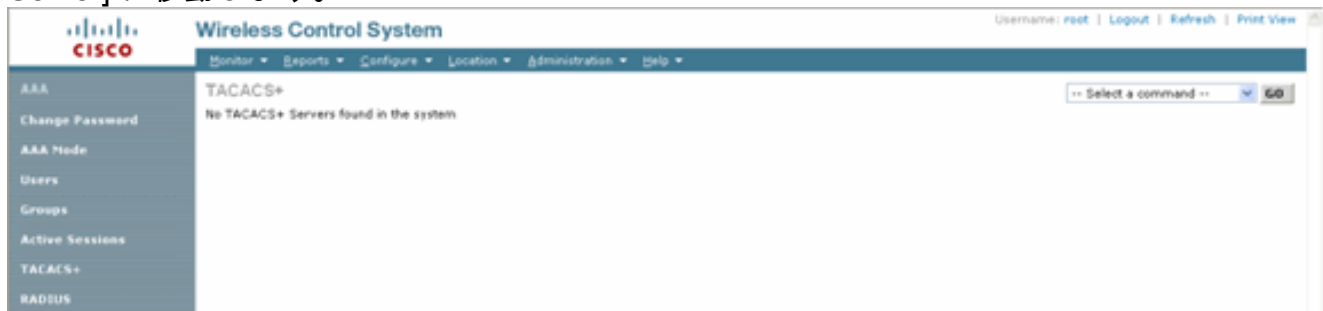 Username: root | Logout | Refresh | Print View
CISCO
Wireless Control System
Monitor Reports Configure Location Administration Help
AAA
Change Password
AAA Mode
Users
Groups
Active Sessions
TACACS+
RADIUS
TACACS+
-- Select a command -- GO
No TACACS+ Servers found in the system